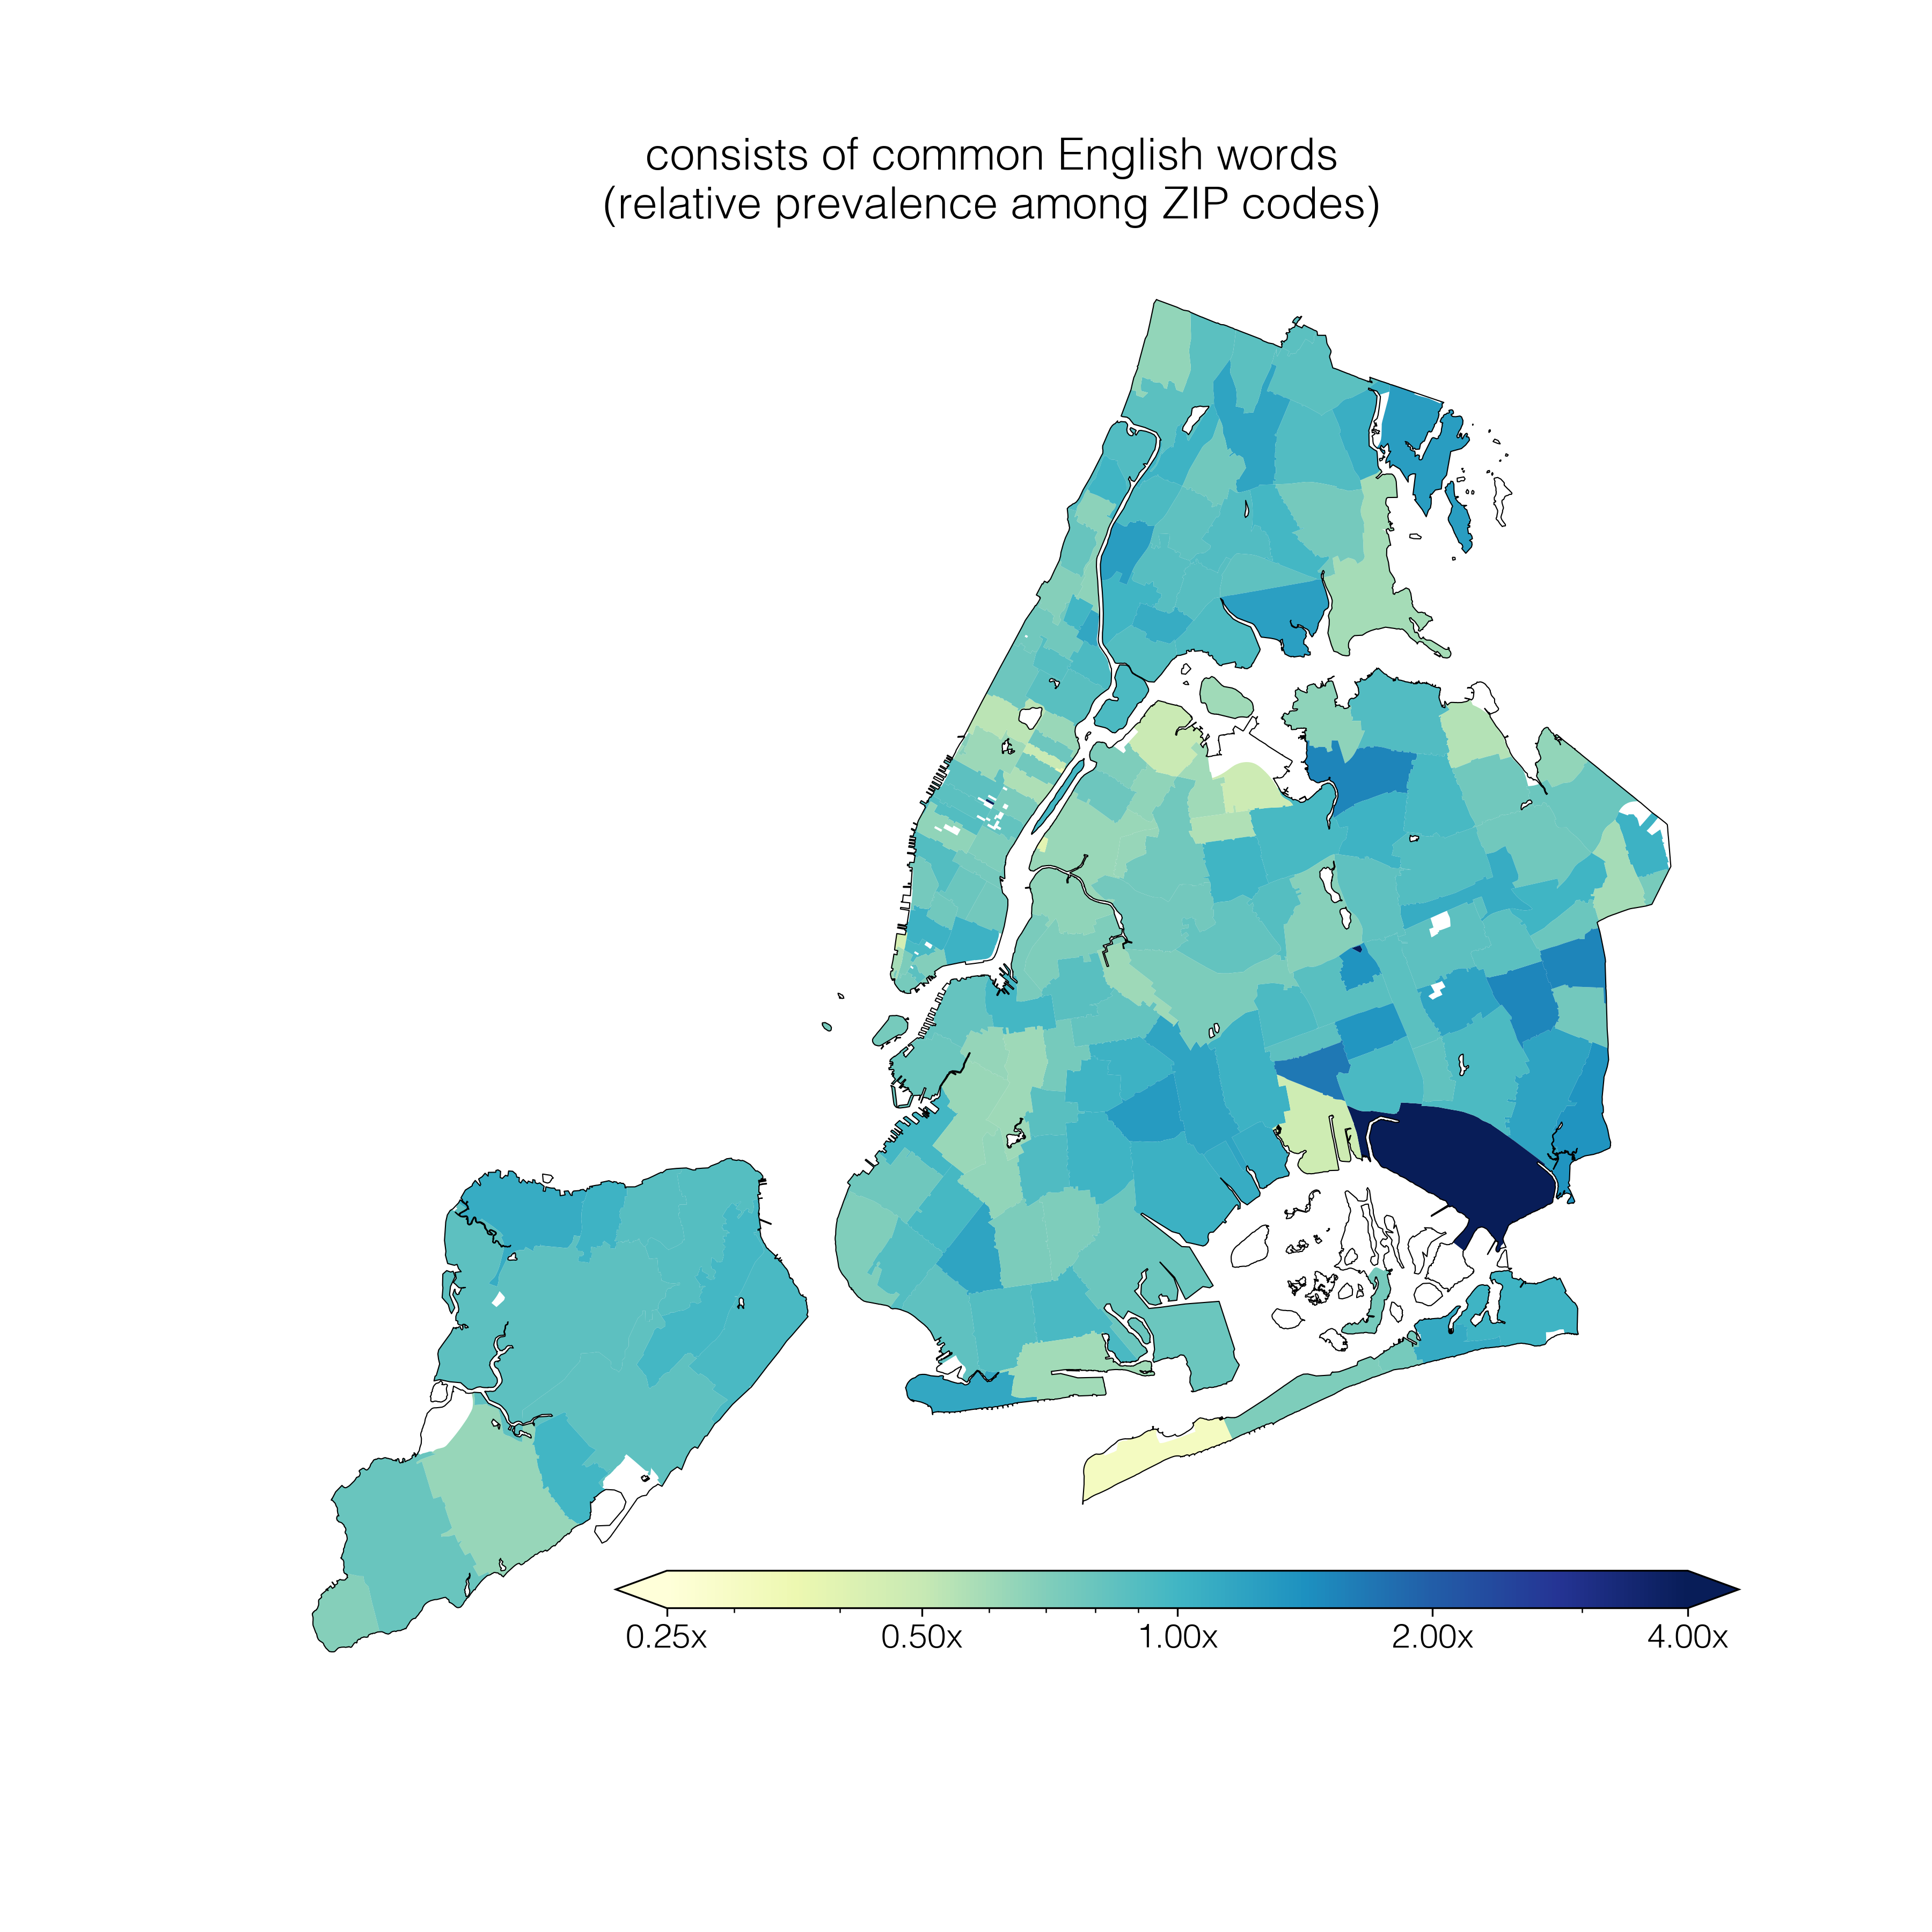 consists of common English words
(relative prevalence among ZIP codes)
0.25x 0.50x 1.00x 2.00x 4.00x